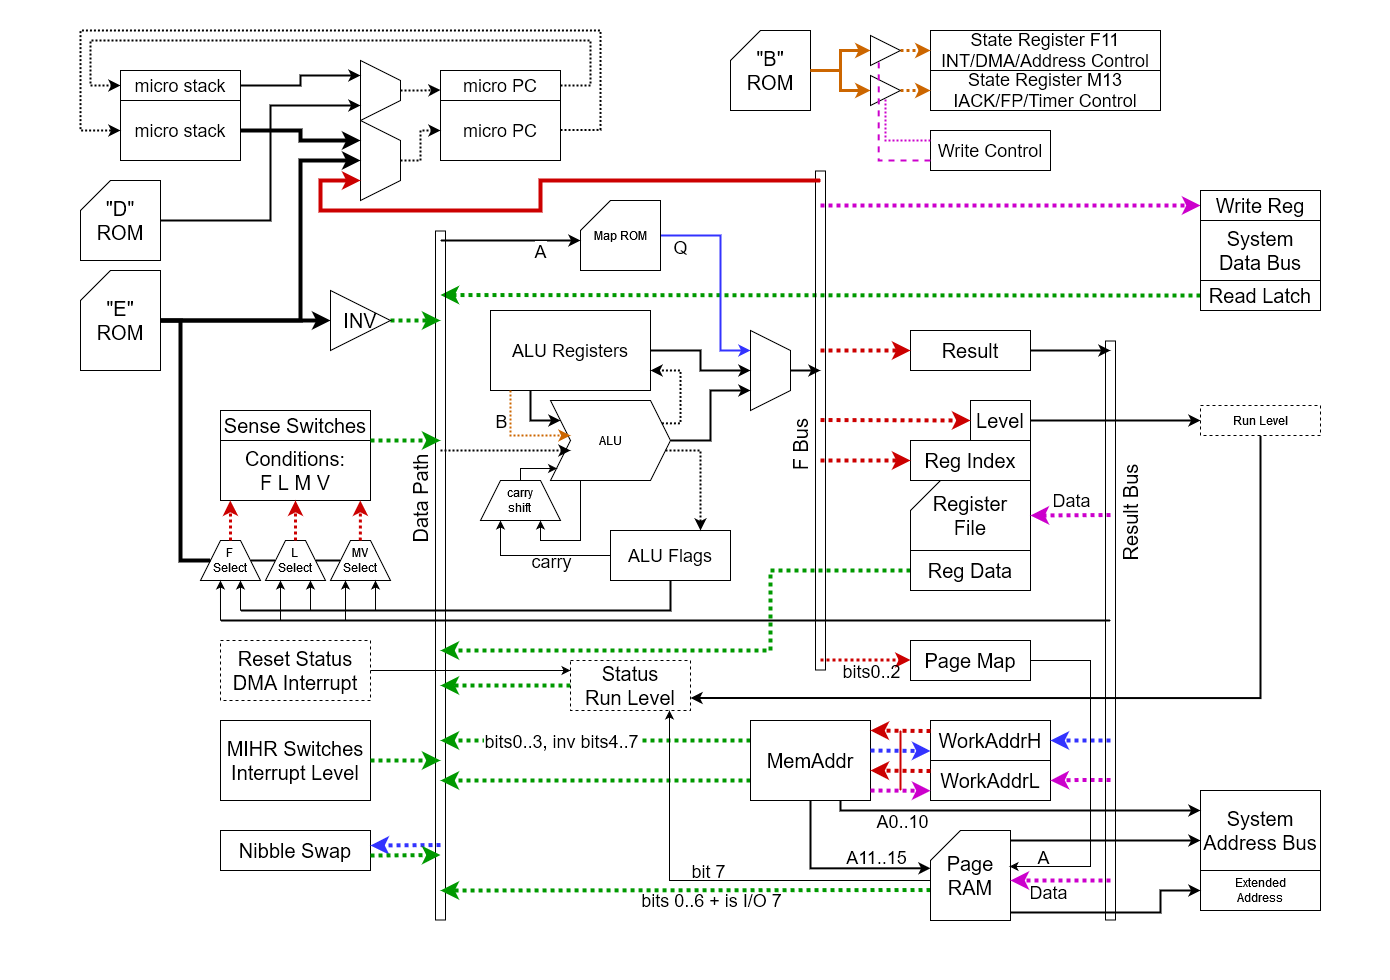 micro stack
micro PC
micro stack
micro PC
"B"
ROM
State Register F11
INT/DMA/Address Control
State Register M13
IACK/FP/Timer Control
Write Control
"D"
ROM
"E"
ROM
INV
A
Map ROM
Q
Write Reg
System
Data Bus
Read Latch
ALU Registers
B
ALU
carry
shift
carry
ALU Flags
Result
Level
Reg Index
Register
File
Reg Data
Data
Run Level
F Bus
Data Path
Result Bus
Sense Switches
Conditions:
F L M V
F
Select
L
Select
MV
Select
Reset Status
DMA Interrupt
Status
Run Level
bits0..2
Page Map
MIHR Switches
Interrupt Level
bits0..3, inv bits4..7
MemAddr
WorkAddrH
WorkAddrL
Nibble Swap
A0..10
A11..15
bit 7
bits 0..6 + is I/O 7
Page
RAM
A
Data
System
Address Bus
Extended
Address